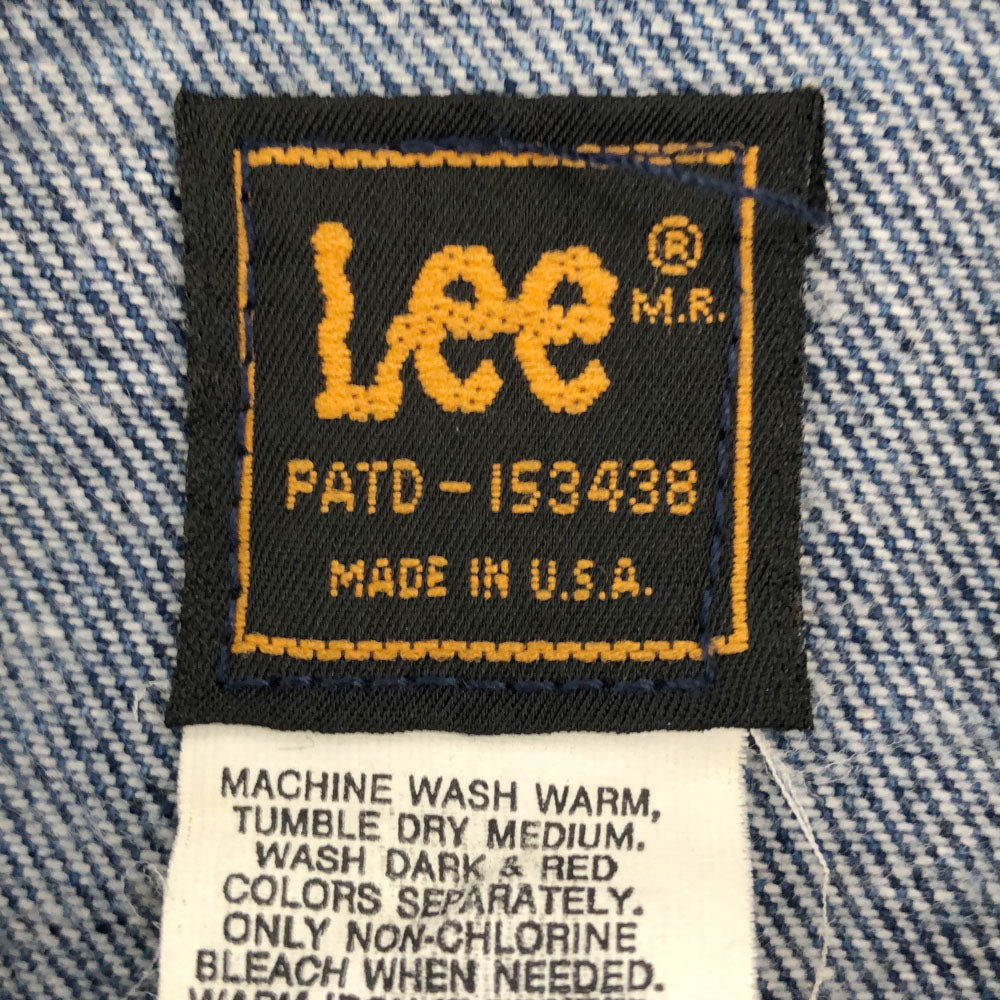 Lee ®
M.R.
PATD-153438
MADE IN U.S.A.
MACHINE WASH WARM,
TUMBLE DRY MEDIUM.
WASH DARK & RED
COLORS SEPARATELY.
ONLY NON-CHLORINE
BLEACH WHEN NEEDED.
WARM